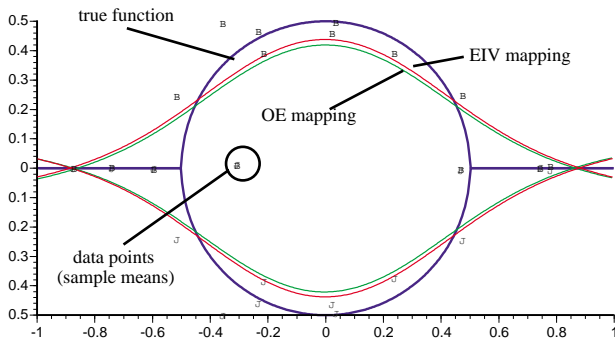 true function
EIV mapping
OE mapping
data points
(sample means)
0.5
0.4
0.3
0.2
0.1
0
0.1
0.2
0.3
0.4
0.5
-1
-0.8
-0.6
-0.4
-0.2
0
0.2
0.4
0.6
0.8
1
B
B
B
B
B
B
B
B
B
J
J
J
J
J
J
J
J
J